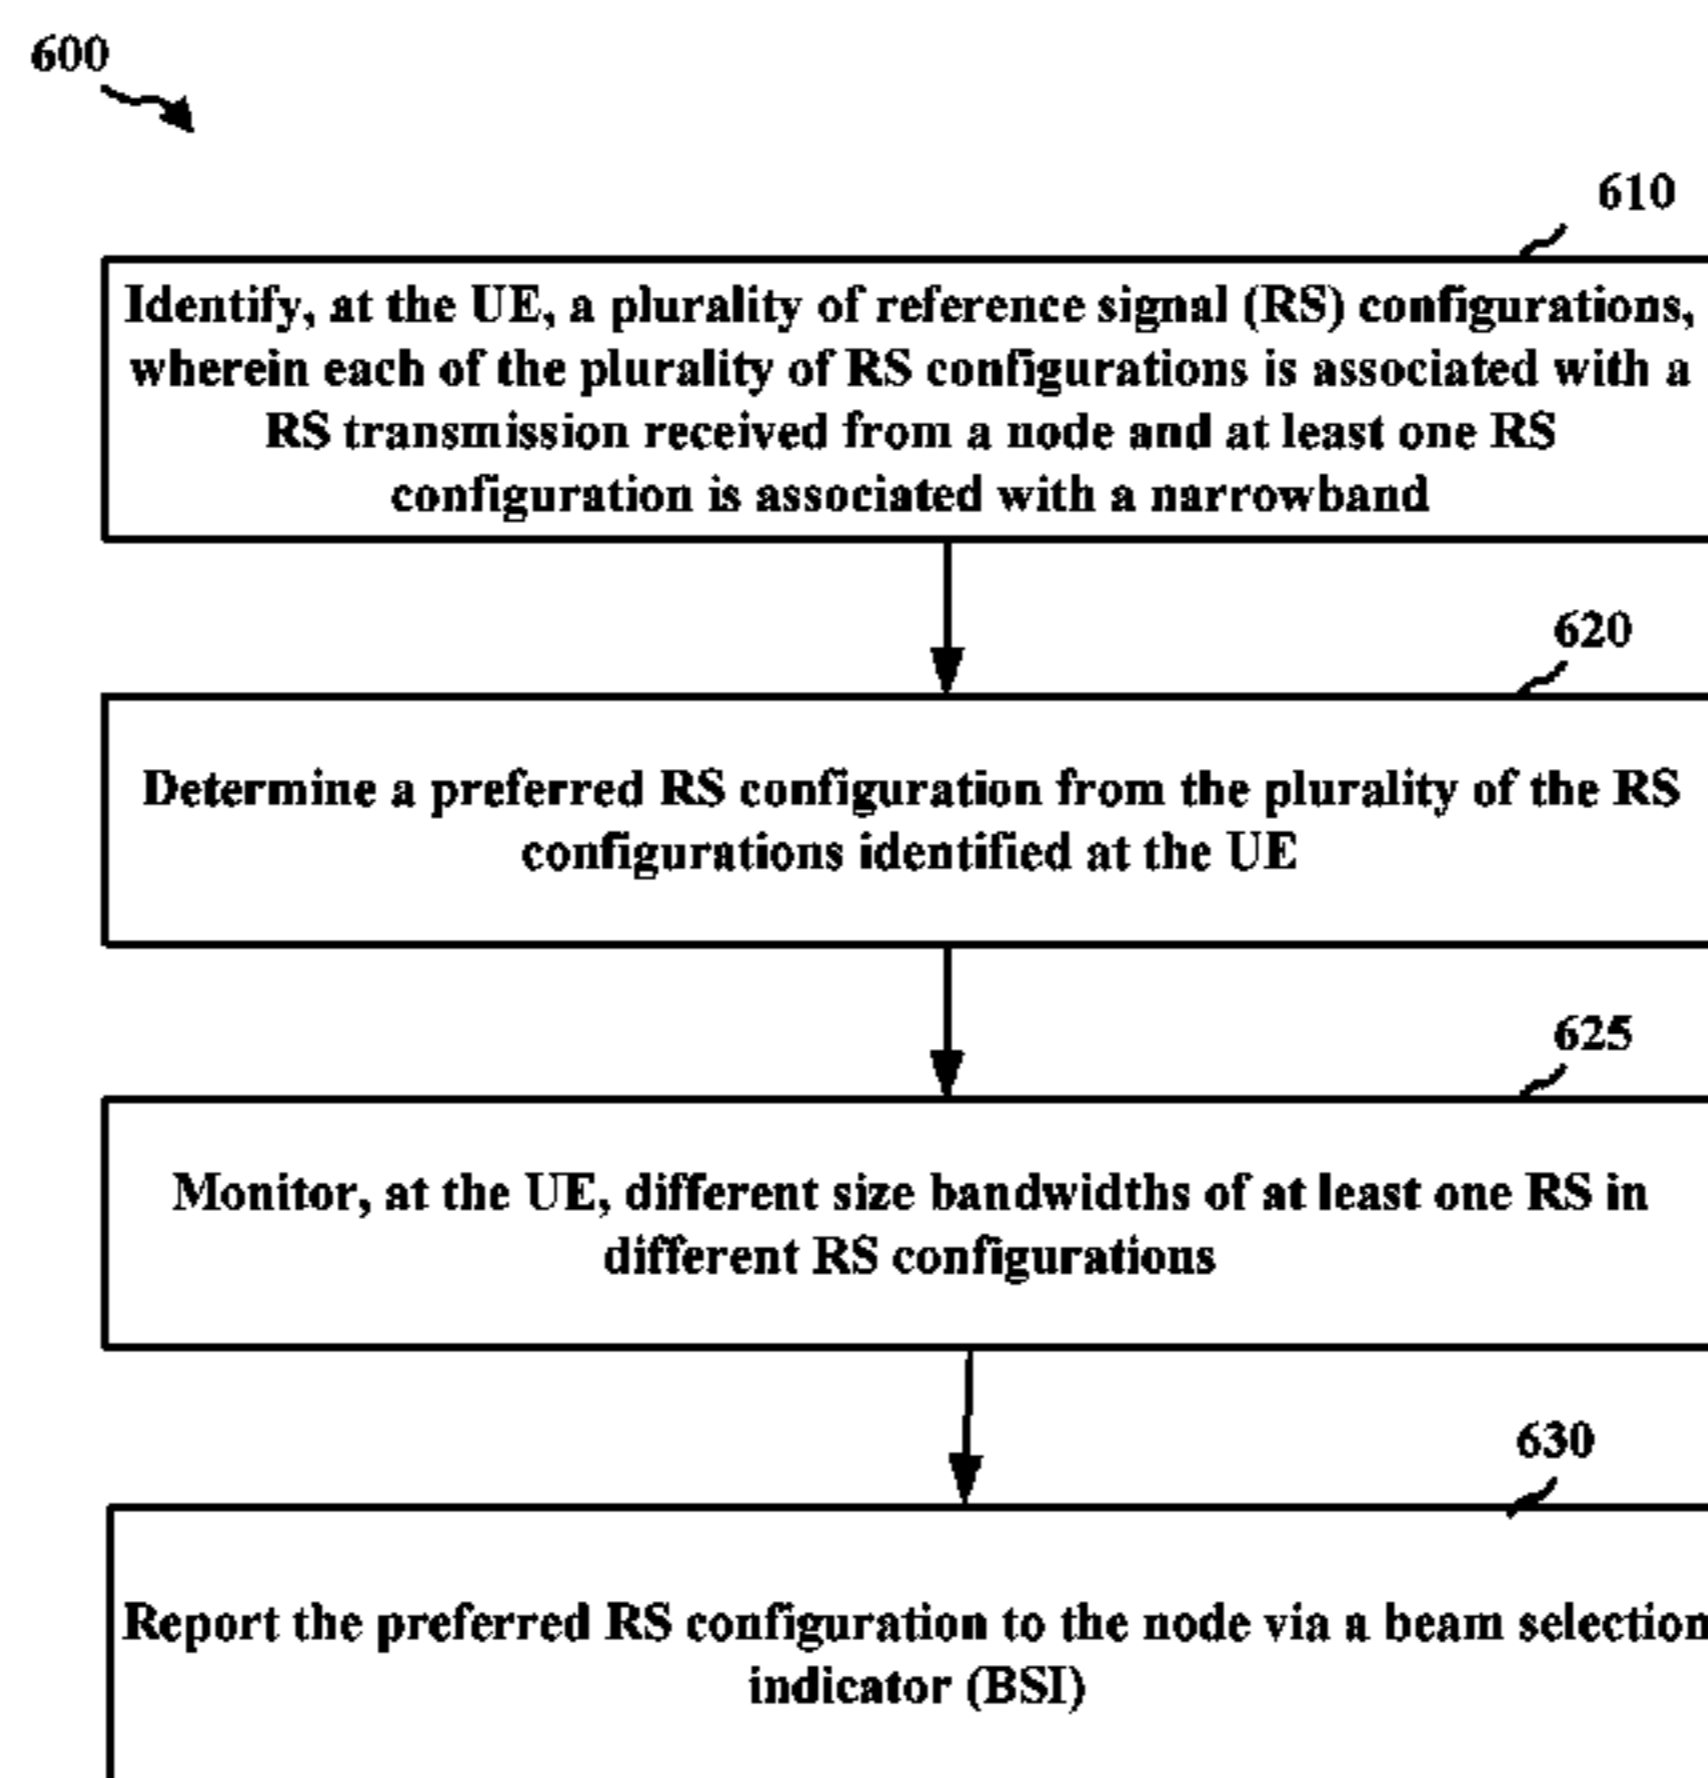 600
610
Identify, at the UE, a plurality of reference signal (RS) configurations,
wherein each of the plurality of RS configurations is associated with a
RS transmission received from a node and at least one RS
configuration is associated with a narrowband
620
Determine a preferred RS configuration from the plurality of the RS
configurations identified at the UE
625
Monitor, at the UE, different size bandwidths of at least one RS in
different RS configurations
630
Report the preferred RS configuration to the node via a beam selection
indicator (BSI)